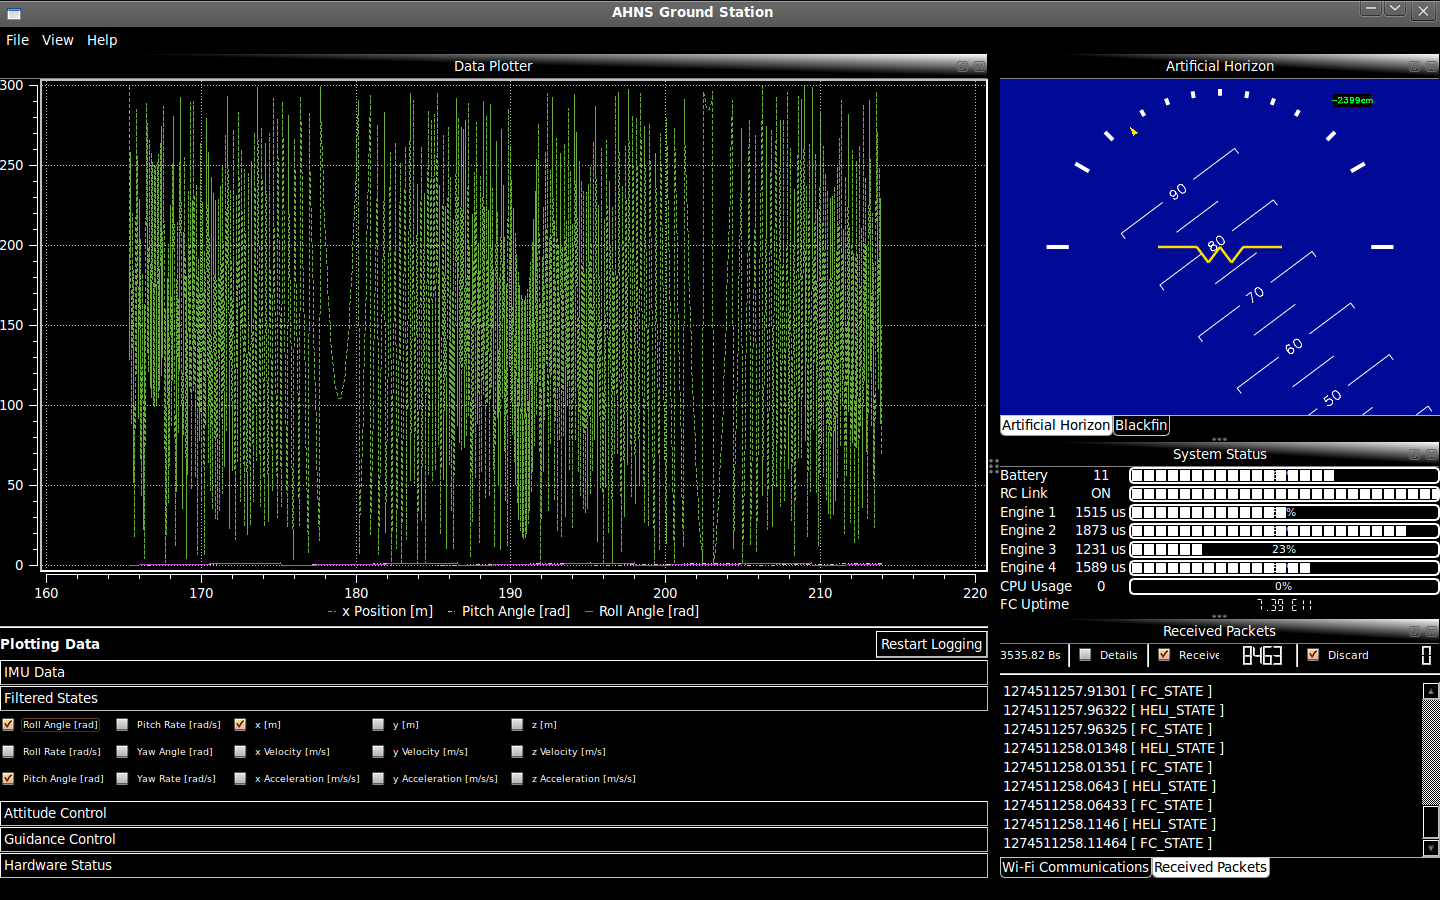 AHNS Ground Station
File View Help
Data Plotter
300
250
200
150
100
50
0
160 170 180 190 200 210 220
x Position [m] Pitch Angle [rad] Roll Angle [rad]
Plotting Data Restart Logging
IMU Data
Filtered States
Roll Angle [rad] Pitch Rate [rad/s] x [m] y [m] z [m]
Roll Rate [rad/s] Yaw Angle [rad] x Velocity [m/s] y Velocity [m/s] z Velocity [m/s]
Pitch Angle [rad] Yaw Rate [rad/s] x Acceleration [m/s/s] y Acceleration [m/s/s] z Acceleration [m/s/s]
Attitude Control
Guidance Control
Hardware Status
Artificial Horizon
-2399cm
90
80
70
60
50
Artificial Horizon Blackfin
System Status
Battery 11
RC Link ON
Engine 1 1515 us %
Engine 2 1873 us
Engine 3 1231 us 23%
Engine 4 1589 us
CPU Usage 0 0%
FC Uptime 7.39 E11
Received Packets
3535.82 Bs Details Receive 8463 Discard 0
1274511257.91301 [ FC_STATE ]
1274511257.96322 [ HELI_STATE ]
1274511257.96325 [ FC_STATE ]
1274511258.01348 [ HELI_STATE ]
1274511258.01351 [ FC_STATE ]
1274511258.0643 [ HELI_STATE ]
1274511258.06433 [ FC_STATE ]
1274511258.1146 [ HELI_STATE ]
1274511258.11464 [ FC_STATE ]
Wi-Fi Communications Received Packets